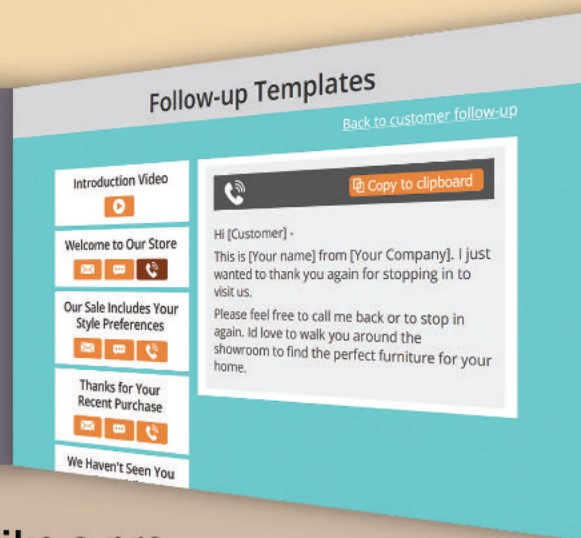 Follow-up Templates
Back to customer follow-up
Introduction Video
Welcome to Our Store
Our Sale Includes Your
Style Preferences
Thanks for Your
Recent Purchase
We Haven't Seen You
Copy to clipboard
Hi [Customer] -
This is [Your name] from [Your Company]. I just
wanted to thank you again for stopping in to
visit us.
Please feel free to call me back or to stop in
again. Id love to walk you around the
showroom to find the perfect furniture for your
home.